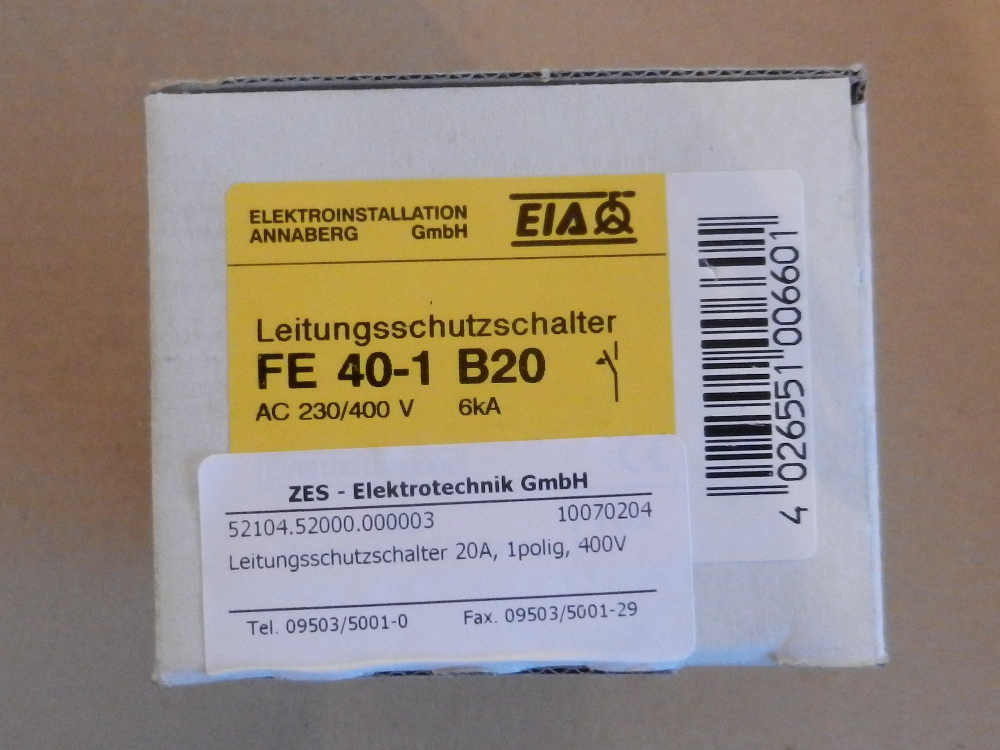 ELEKTROINSTALLATION
ANNABERG GmbH
EIA
Leitungsschutzschalter
FE 40-1 B20
AC 230/400 V 6kA
4 026551 006601
ZES - Elektrotechnik GmbH
52104.52000.000003 10070204
Leitungsschutzschalter 20A, 1polig, 400V
Tel. 09503/5001-0 Fax. 09503/5001-29